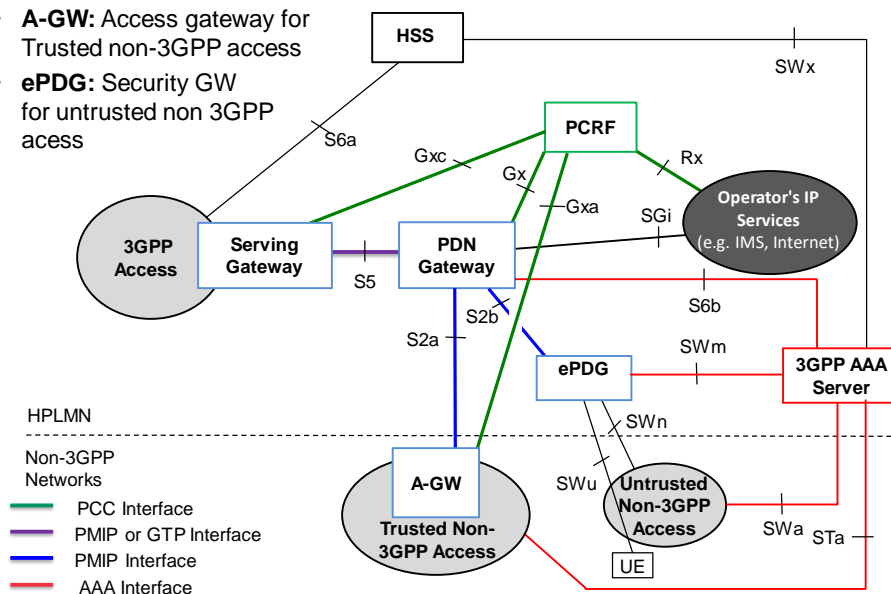 A-GW: Access gateway for
Trusted non-3GPP access
ePDG: Security GW
for untrusted non 3GPP
acess
HSS
SWx
S6a
PCRF
Gxc
Gx
Rx
Gxa
Operator's IP
Services
(e.g. IMS, Internet)
SGi
3GPP
Access
Serving
Gateway
PDN
Gateway
S5
S6b
S2b
S2a
SWm
ePDG
3GPP AAA
Server
HPLMN
SWn
Non-3GPP
Networks
SWu
A-GW
Untrusted
Non-3GPP
Access
PCC Interface
Trusted Non-
3GPP Access
SWa
STa
PMIP or GTP Interface
PMIP Interface
UE
AAA Interface